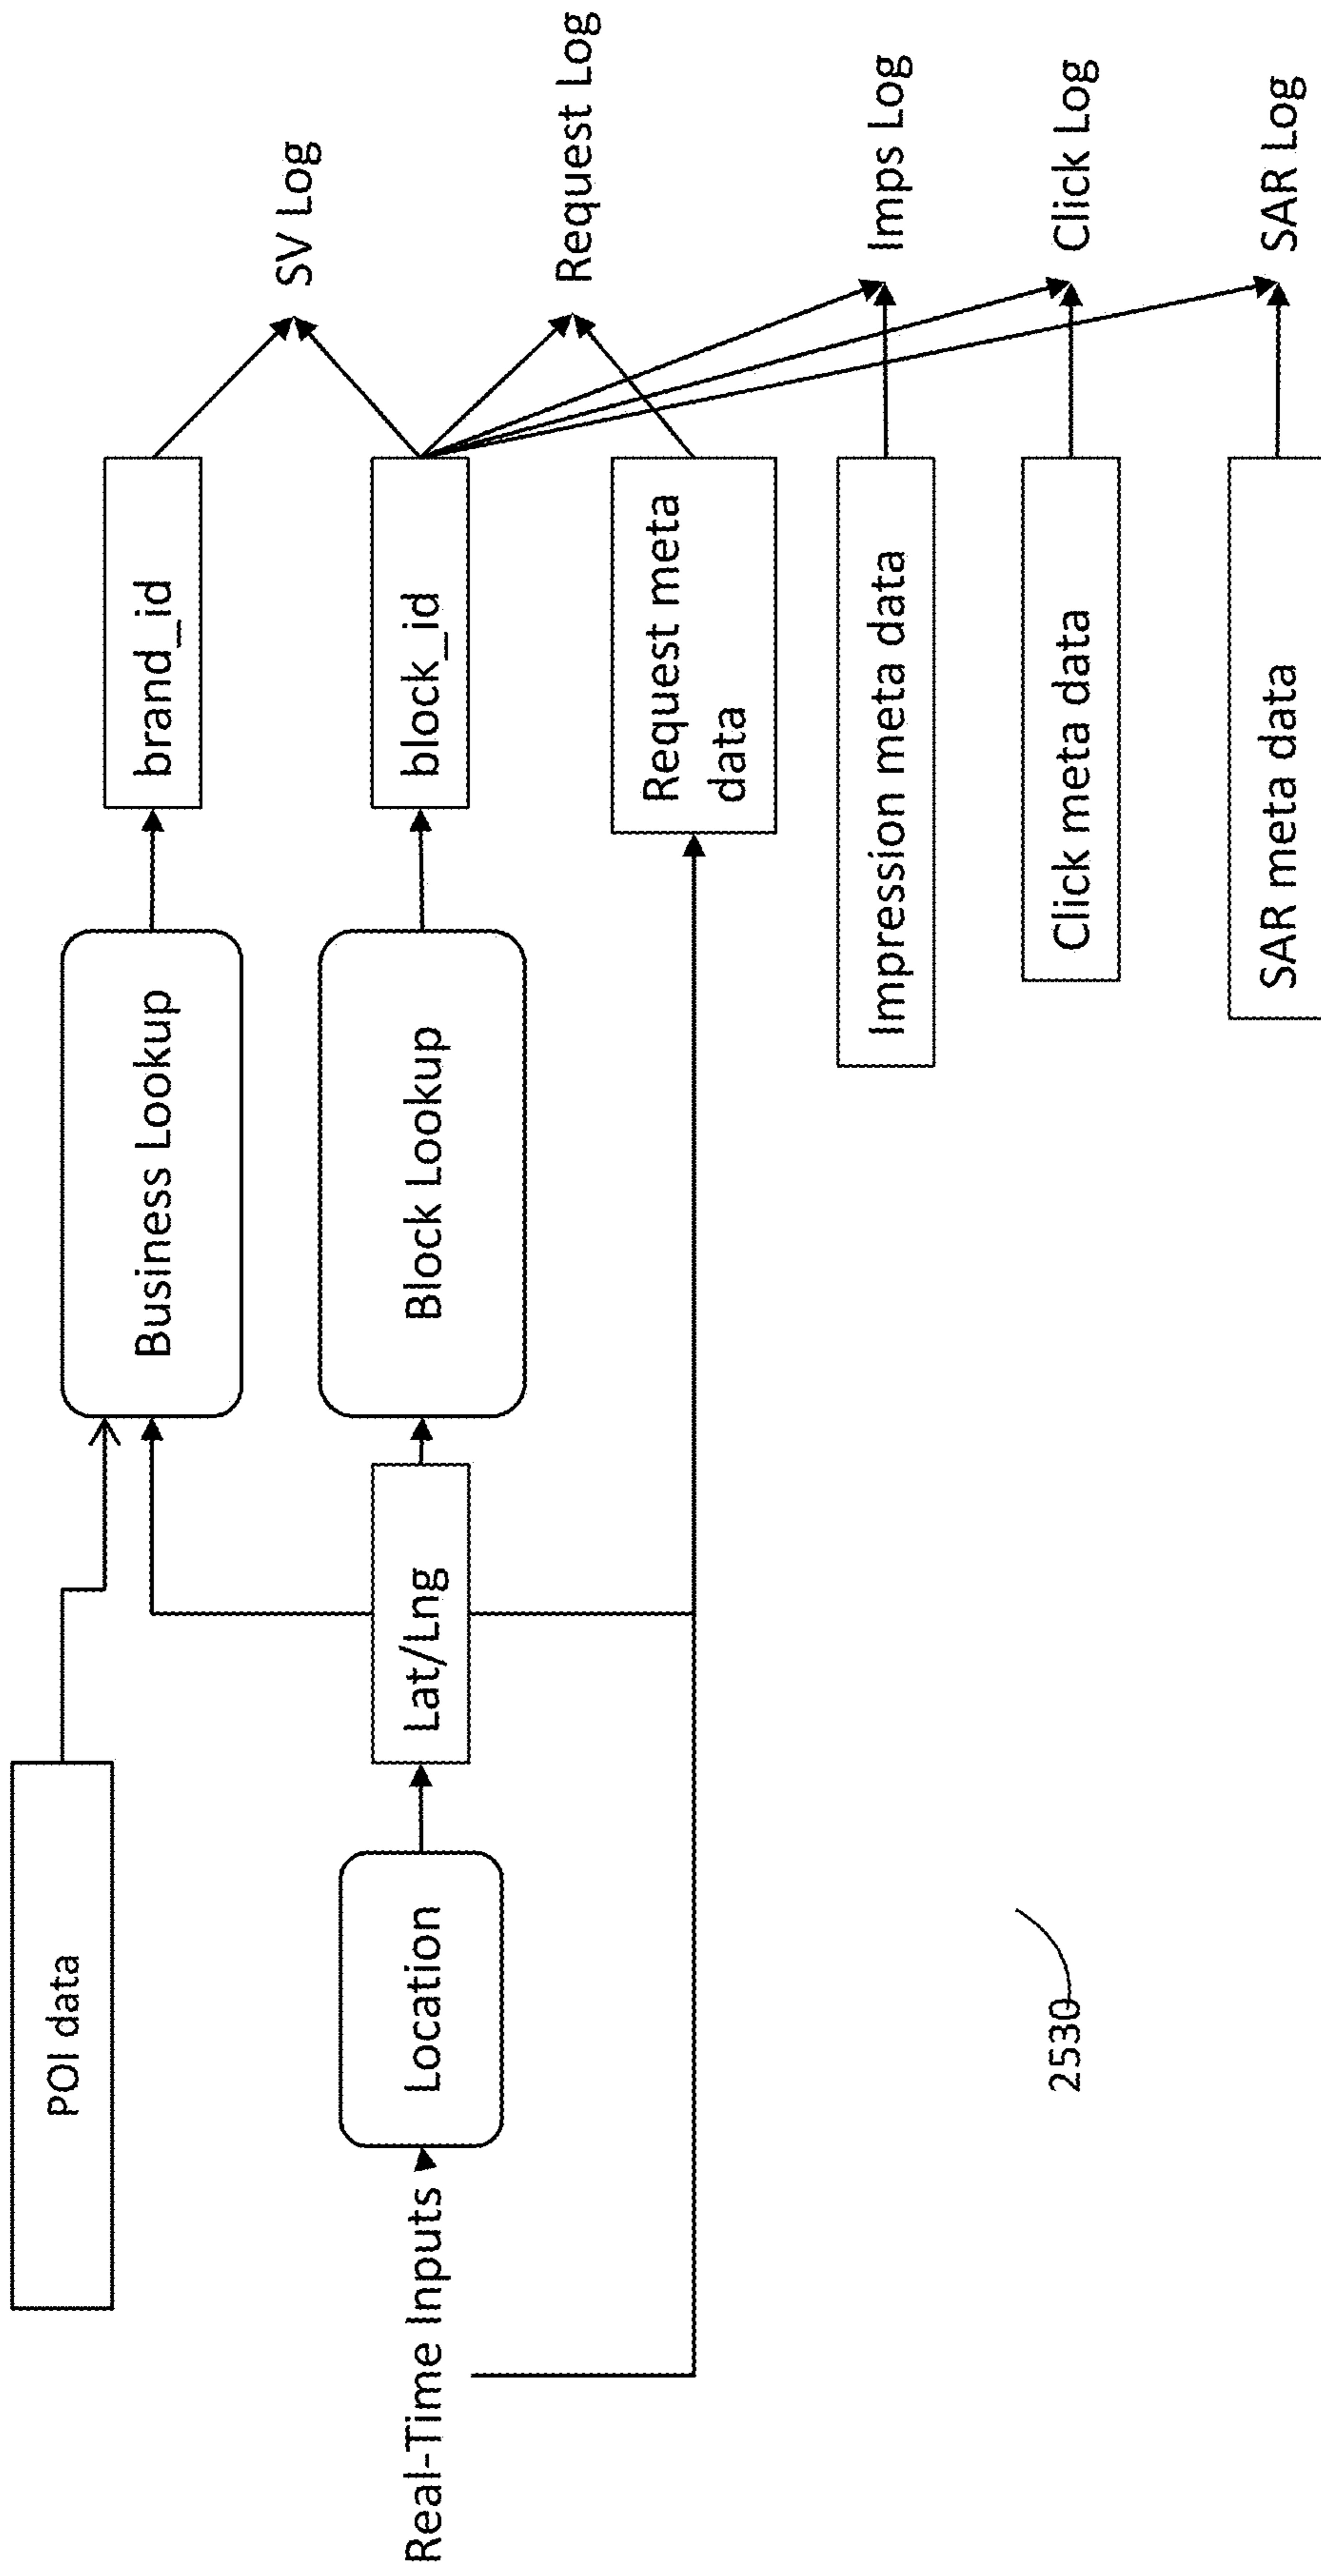 POI data
Business Lookup
brand_id
SV Log
Real-Time Inputs
Location
Lat/Lng
Block Lookup
block_id
Request Log
Request meta
data
Impression meta data
Imps Log
Click meta data
Click Log
SAR meta data
SAR Log
2530